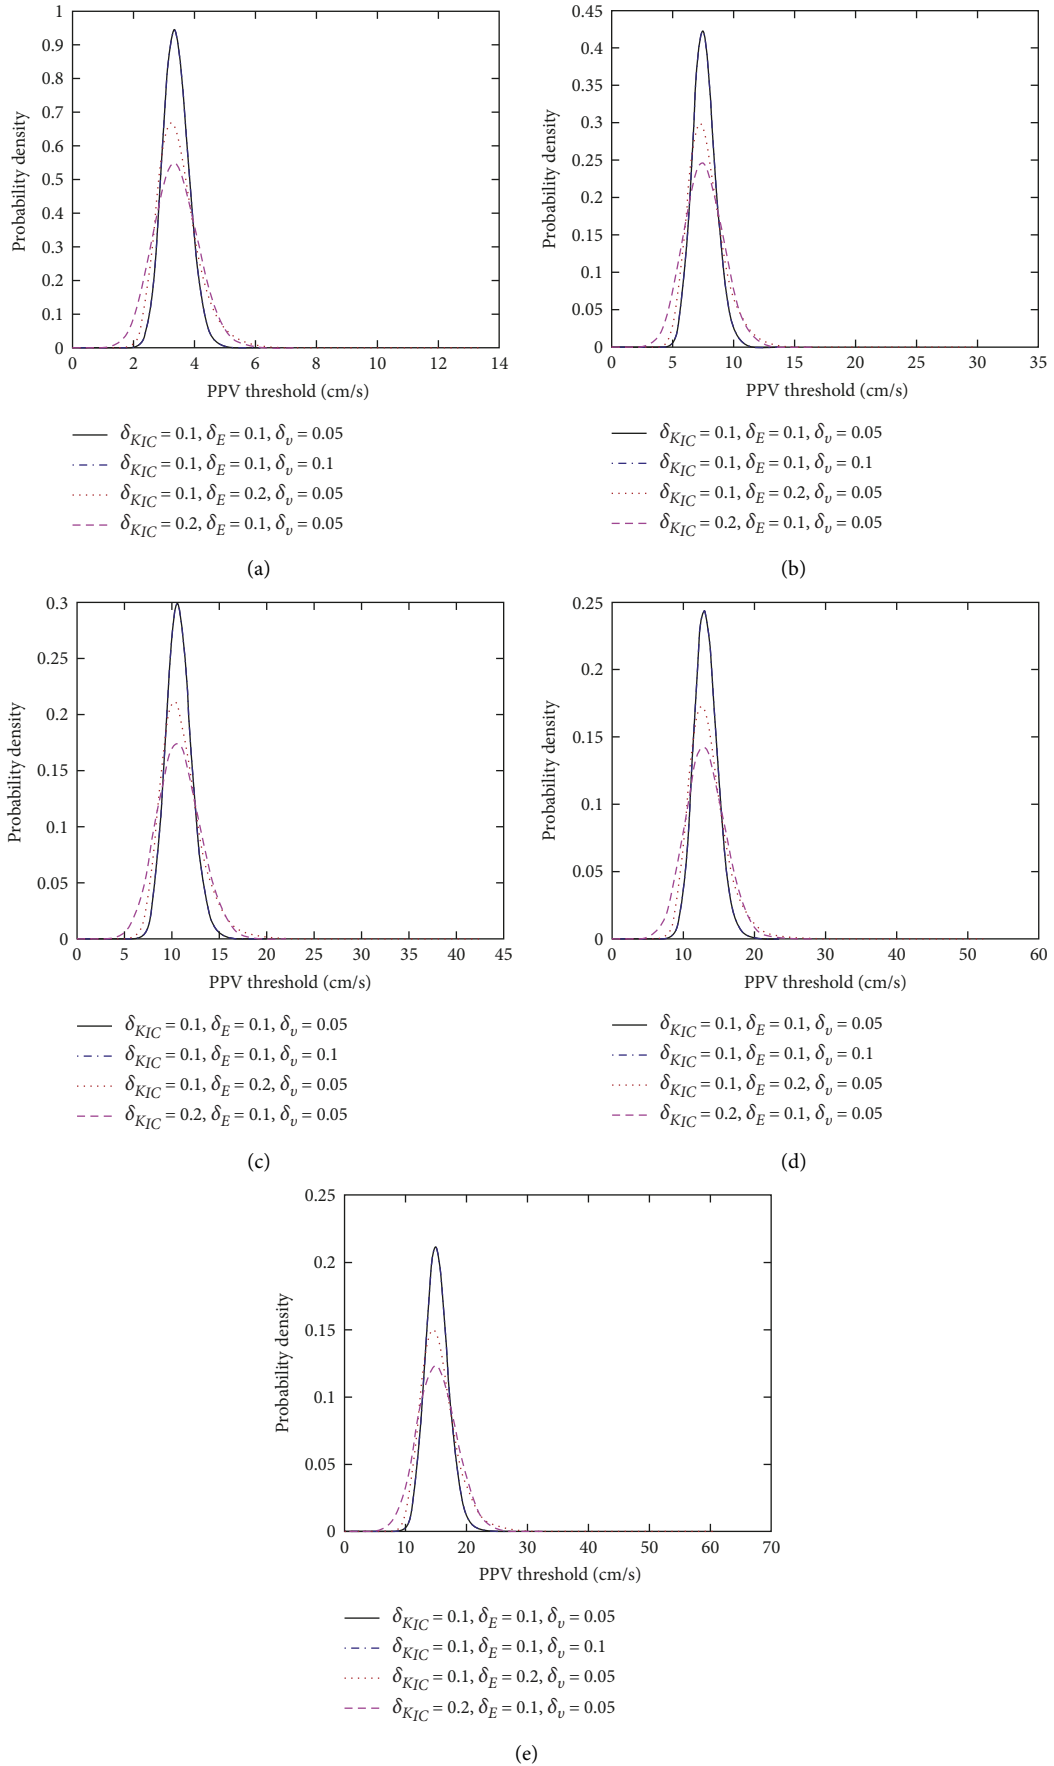 1
0.9
0.8
0.7
0.6
0.5
0.4
0.3
0.2
0.1
0
Probability density
0 2 4 6 8 10 12 14
PPV threshold (cm/s)
δKIC = 0.1, δE = 0.1, δv = 0.05
δKIC = 0.1, δE = 0.1, δv = 0.1
δKIC = 0.1, δE = 0.2, δv = 0.05
δKIC = 0.2, δE = 0.1, δv = 0.05
(a)
0.45
0.4
0.35
0.3
0.25
0.2
0.15
0.1
0.05
0
Probability density
0 5 10 15 20 25 30 35
PPV threshold (cm/s)
δKIC = 0.1, δE = 0.1, δv = 0.05
δKIC = 0.1, δE = 0.1, δv = 0.1
δKIC = 0.1, δE = 0.2, δv = 0.05
δKIC = 0.2, δE = 0.1, δv = 0.05
(b)
0.3
0.25
0.2
0.15
0.1
0.05
0
Probability density
0 5 10 15 20 25 30 35 40 45
PPV threshold (cm/s)
δKIC = 0.1, δE = 0.1, δv = 0.05
δKIC = 0.1, δE = 0.1, δv = 0.1
δKIC = 0.1, δE = 0.2, δv = 0.05
δKIC = 0.2, δE = 0.1, δv = 0.05
(c)
0.25
0.2
0.15
0.1
0.05
0
Probability density
0 10 20 30 40 50 60
PPV threshold (cm/s)
δKIC = 0.1, δE = 0.1, δv = 0.05
δKIC = 0.1, δE = 0.1, δv = 0.1
δKIC = 0.1, δE = 0.2, δv = 0.05
δKIC = 0.2, δE = 0.1, δv = 0.05
(d)
0.25
0.2
0.15
0.1
0.05
0
Probability density
0 10 20 30 40 50 60 70
PPV threshold (cm/s)
δKIC = 0.1, δE = 0.1, δv = 0.05
δKIC = 0.1, δE = 0.1, δv = 0.1
δKIC = 0.1, δE = 0.2, δv = 0.05
δKIC = 0.2, δE = 0.1, δv = 0.05
(e)